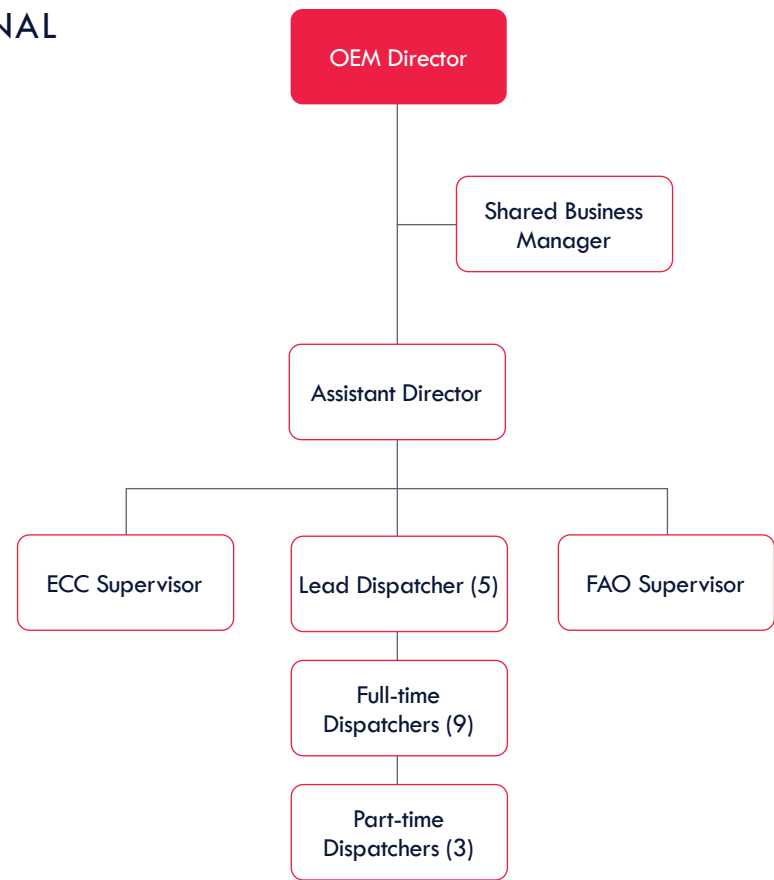 NAL
OEM Director
Shared Business
Manager
Assistant Director
ECC Supervisor
Lead Dispatcher (5)
FAO Supervisor
Full-time
Dispatchers (9)
Part-time
Dispatchers (3)